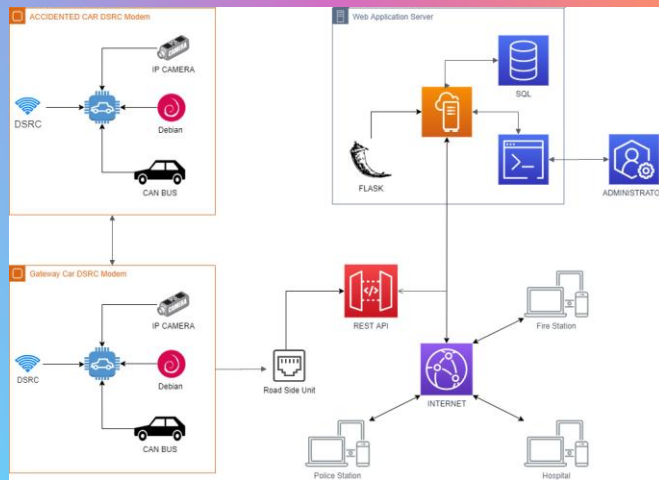 ACCIDENTED CAR DSRC Modem
IP CAMERA
DSRC
Debian
CAN BUS
Web Application Server
SQL
FLASK
ADMINISTRATO
Gateway Car DSRC Modem
IP CAMERA
DSRC
Debian
CAN BUS
Road Side Unit
REST API
INTERNET
Fire Station
Police Station
Hospital